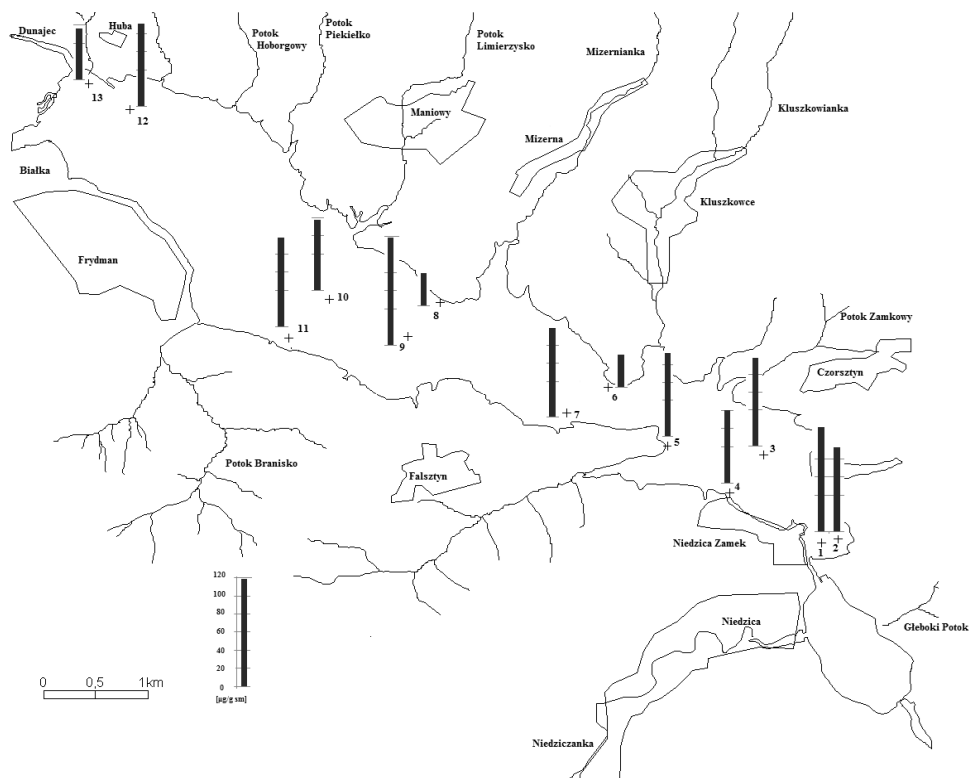 Dunajec
Huba
Potok
Hoborgowy
Potok
Piekiełko
Potok
Limierzysko
Mizernianka
Kluszkowianka
13
12
Maniowy
Mizerna
Białka
Kluszkowce
Frydman
10
11
9
8
Potok Zamkowy
Czorsztyn
6
7
5
3
Potok Branisko
Falsztyn
4
1
2
Niedzica Zamek
120
100
80
60
40
20
0
[µg/g sm]
Niedzica
Głeboki Potok
0 0,5 1km
Niedziczanka